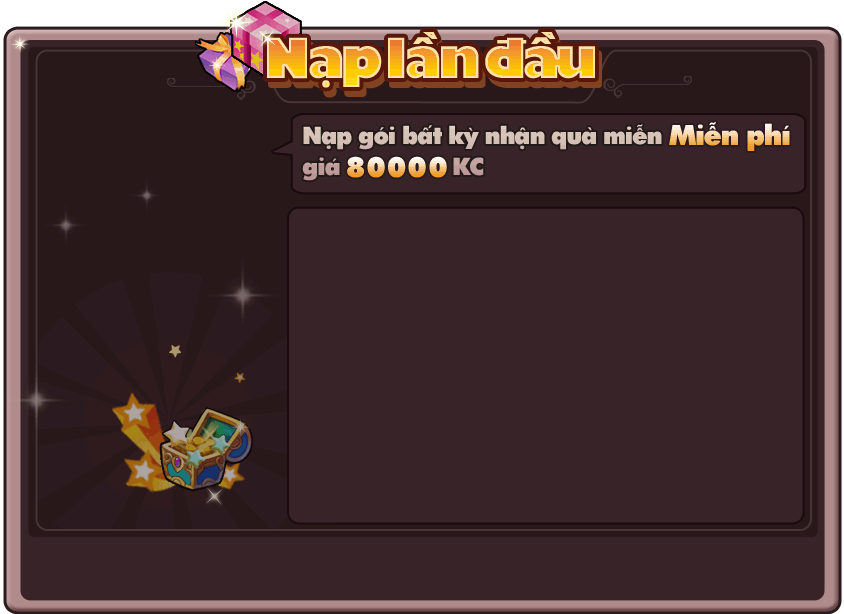 Nạp lần đầu
Nạp gói bất kỳ nhận quà miễn Miễn phí
giá 80000 KC